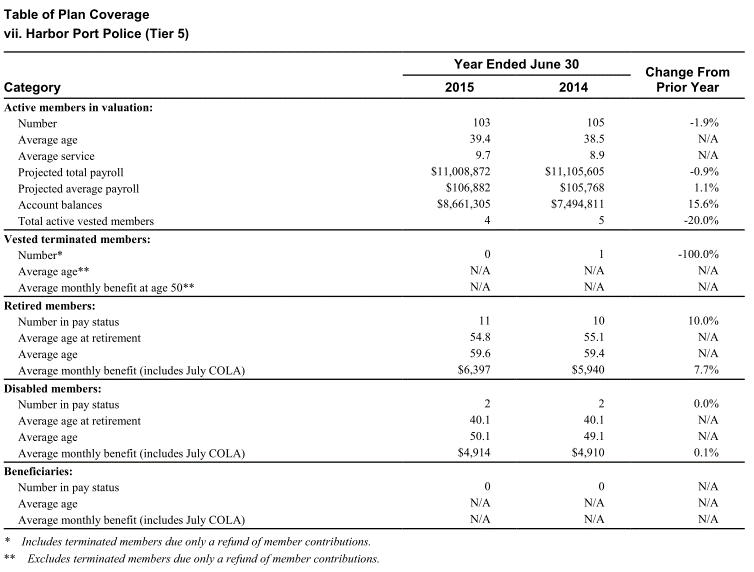 Table of Plan Coverage
vii. Harbor Port Police (Tier 5)
Year Ended June 30
Change From
Category 2015 2014 Prior Year
Active members in valuation:
Number 103 105 -1.9%
Average age 39.4 38.5 N/A
Average service 9.7 8.9 N/A
Projected total payroll $11,008,872 $11,105,605 -0.9%
Projected average payroll $106,882 $105,768 1.1%
Account balances $8,661,305 $7,494,811 15.6%
Total active vested members 4 5 -20.0%
Vested terminated members:
Number* 0 1 -100.0%
Average age** N/A N/A N/A
Average monthly benefit at age 50** N/A N/A N/A
Retired members:
Number in pay status 11 10 10.0%
Average age at retirement 54.8 55.1 N/A
Average age 59.6 59.4 N/A
Average monthly benefit (includes July COLA) $6,397 $5,940 7.7%
Disabled members:
Number in pay status 2 2 0.0%
Average age at retirement 40.1 40.1 N/A
Average age 50.1 49.1 N/A
Average monthly benefit (includes July COLA) $4,914 $4,910 0.1%
Beneficiaries:
Number in pay status 0 0 N/A
Average age N/A N/A N/A
Average monthly benefit (includes July COLA) N/A N/A N/A
* Includes terminated members due only a refund of member contributions.
** Excludes terminated members due only a refund of member contributions.